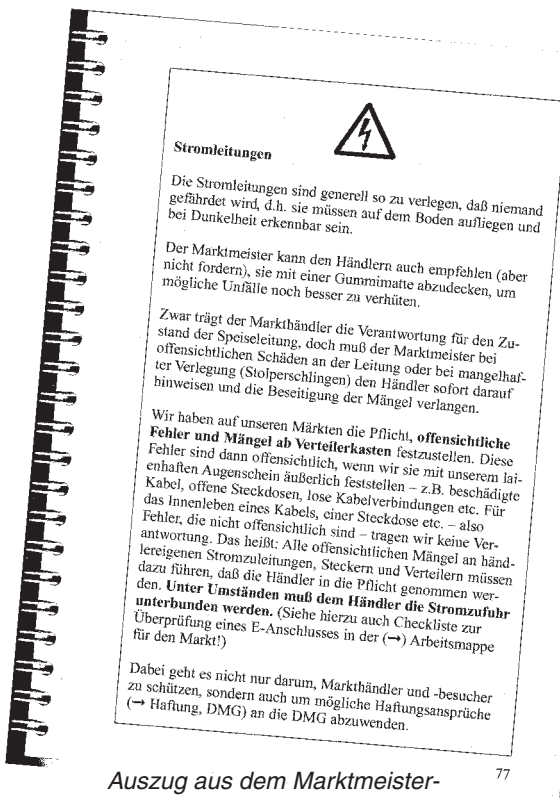 Stromleitungen
Die Stromleitungen sind generell so zu verlegen, daß niemand
gefährdet wird, d.h. sie müssen auf dem Boden aufliegen und
bei Dunkelheit erkennbar sein.
Der Marktmeister kann den Händlern auch empfehlen (aber
nicht fordern), sie mit einer Gummimatte abzudecken, um
mögliche Unfälle noch besser zu verhüten.
Zwar trägt der Markthändler die Verantwortung für den Zu-
stand der Speiseleitung, doch muß der Marktmeister bei
offensichtlichen Schäden an der Leitung oder bei mangelhaf-
ter Verlegung (Stolperschlingen) den Händler sofort darauf
hinweisen und die Beseitigung der Mängel verlangen.
Wir haben auf unseren Märkten die Pflicht, offensichtliche
Fehler und Mängel ab Verteilerkasten festzustellen. Diese
Fehler sind dann offensichtlich, wenn wir sie mit unserem lai-
enhaften Augenschein äußerlich feststellen – z.B. beschädigte
Kabel, offene Steckdosen, lose Kabelverbindungen etc. Für
das Innenleben eines Kabels, einer Steckdose etc. – also
Fehler, die nicht offensichtlich sind – tragen wir keine Ver-
antwortung. Das heißt: Alle offensichtlichen Mängel an händ-
lereigenen Stromzuleitungen, Steckern und Verteilern müssen
dazu führen, daß die Händler in die Pflicht genommen wer-
den. Unter Umständen muß dem Händler die Stromzufuhr
unterbunden werden. (Siehe hierzu auch Checkliste zur
Überprüfung eines E-Anschlusses in der (→) Arbeitsmappe
für den Markt!)
Dabei geht es nicht nur darum, Markthändler und -besucher
zu schützen, sondern auch um mögliche Haftungsansprüche
(→ Haftung, DMG) an die DMG abzuwenden.
77
Auszug aus dem Marktmeister-